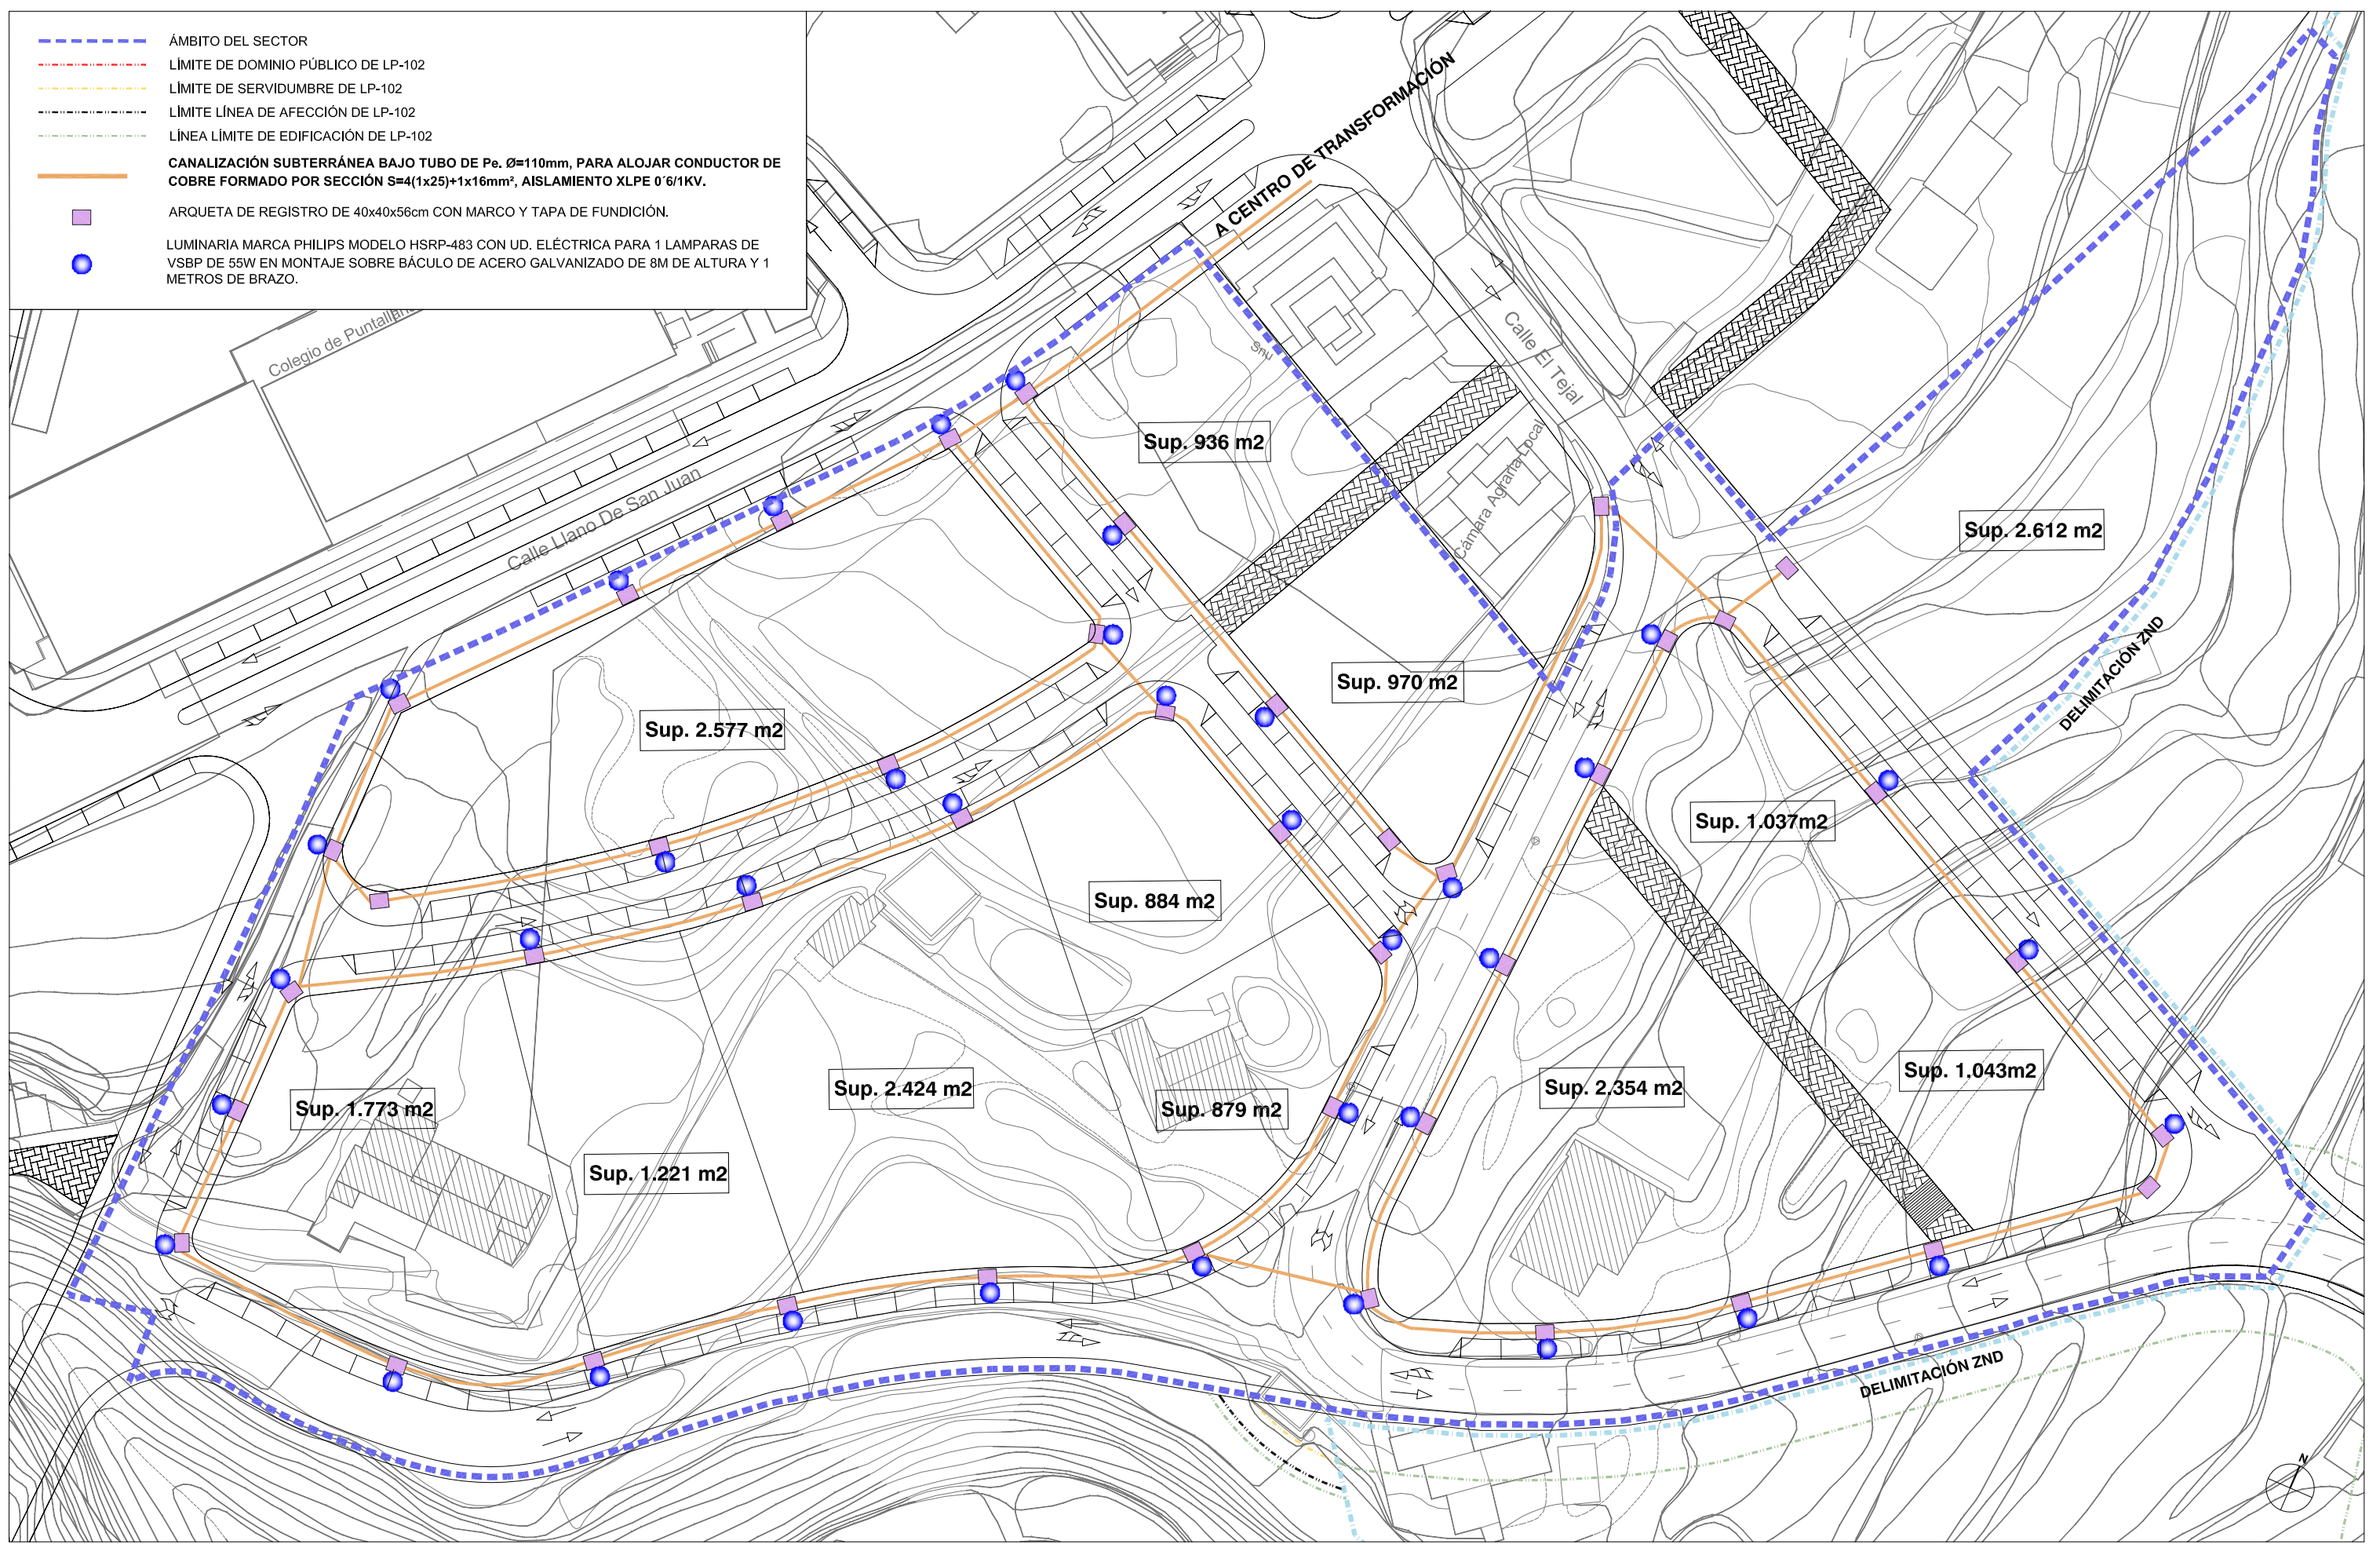 ÁMBITO DEL SECTOR
LÍMITE DE DOMINIO PÚBLICO DE LP-102
LÍMITE DE SERVIDUMBRE DE LP-102
LÍMITE LÍNEA DE AFECCIÓN DE LP-102
LÍNEA LÍMITE DE EDIFICACIÓN DE LP-102
CANALIZACIÓN SUBTERRÁNEA BAJO TUBO DE Pe. Ø=110mm, PARA ALOJAR CONDUCTOR DE
COBRE FORMADO POR SECCIÓN S=4(1x25)+1x16mm², AISLAMIENTO XLPE 0´6/1KV.
ARQUETA DE REGISTRO DE 40x40x56cm CON MARCO Y TAPA DE FUNDICIÓN.
LUMINARIA MARCA PHILIPS MODELO HSRP-483 CON UD. ELÉCTRICA PARA 1 LAMPARAS DE
VSBP DE 55W EN MONTAJE SOBRE BÁCULO DE ACERO GALVANIZADO DE 8M DE ALTURA Y 1
METROS DE BRAZO.
A CENTRO DE TRANSFORMACIÓN
Colegio de Puntallana
Snu
Calle El Tejal
Sup. 936 m2
Cámara Agraria Local
Calle Llano De San Juan
Sup. 2.612 m2
DELIMITACIÓN ZND
Sup. 970 m2
Sup. 2.577 m2
Sup. 1.037m2
Sup. 884 m2
Sup. 1.043m2
Sup. 2.424 m2
Sup. 2.354 m2
Sup. 1.773 m2
Sup. 879 m2
Sup. 1.221 m2
DELIMITACIÓN ZND
N